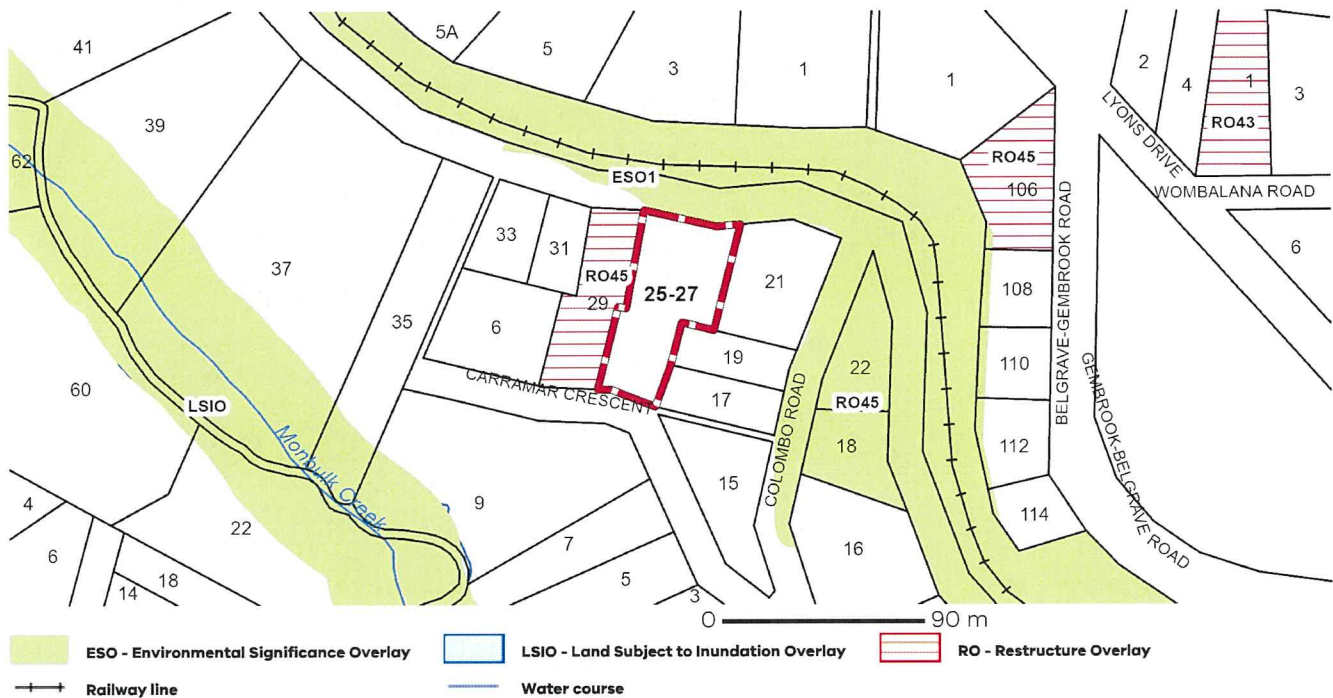 41
5A
5
3
1
1
2
4
1
3
39
LYONS DRIVE
RO43
62
ESO1
RO45
106
WOMBALANA ROAD
33
31
RO45
29
25-27
21
6
37
35
6
19
108
22
110
17
CARRAMAR CRESCENT
COLOMBO ROAD
RO45
BELGRAVE-GEMBROOK ROAD
GEMBROOK-BELGRAVE ROAD
60
LSIO
18
112
Monbulk Creek
15
9
4
22
7
114
16
6
18
5
14
3
0 90 m
ESO - Environmental Significance Overlay
LSIO - Land Subject to Inundation Overlay
RO - Restructure Overlay
Railway line
Water course